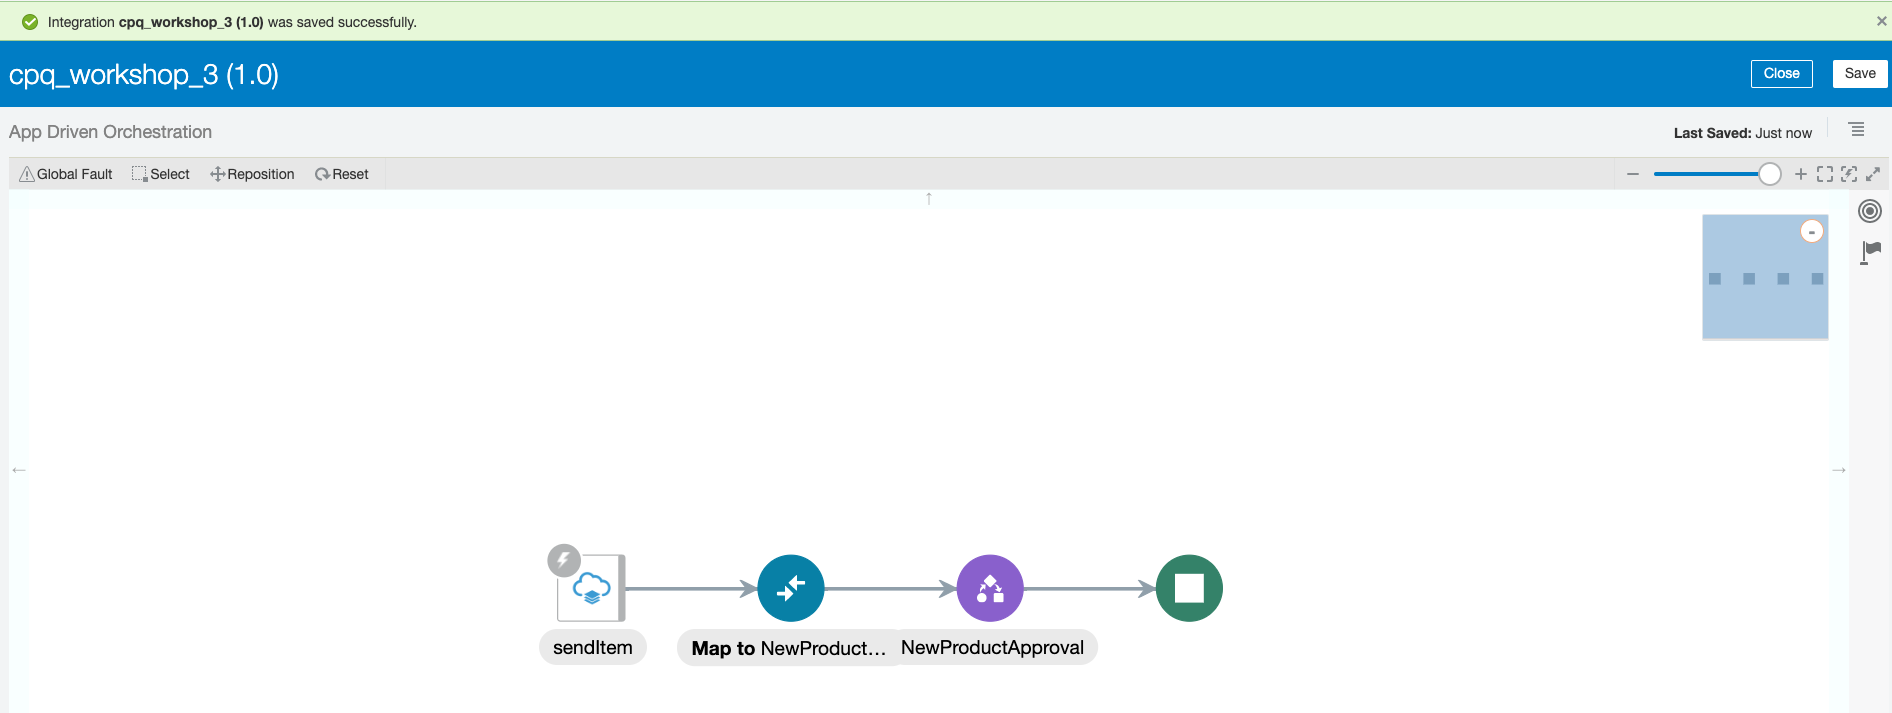 Integration cpq_workshop_3 (1.0) was saved successfully.
cpq_workshop_3 (1.0)
Close
Save
App Driven Orchestration
Last Saved: Just now
Global Fault
Select
Reposition
Reset
sendItem
Map to NewProduct...
NewProductApproval